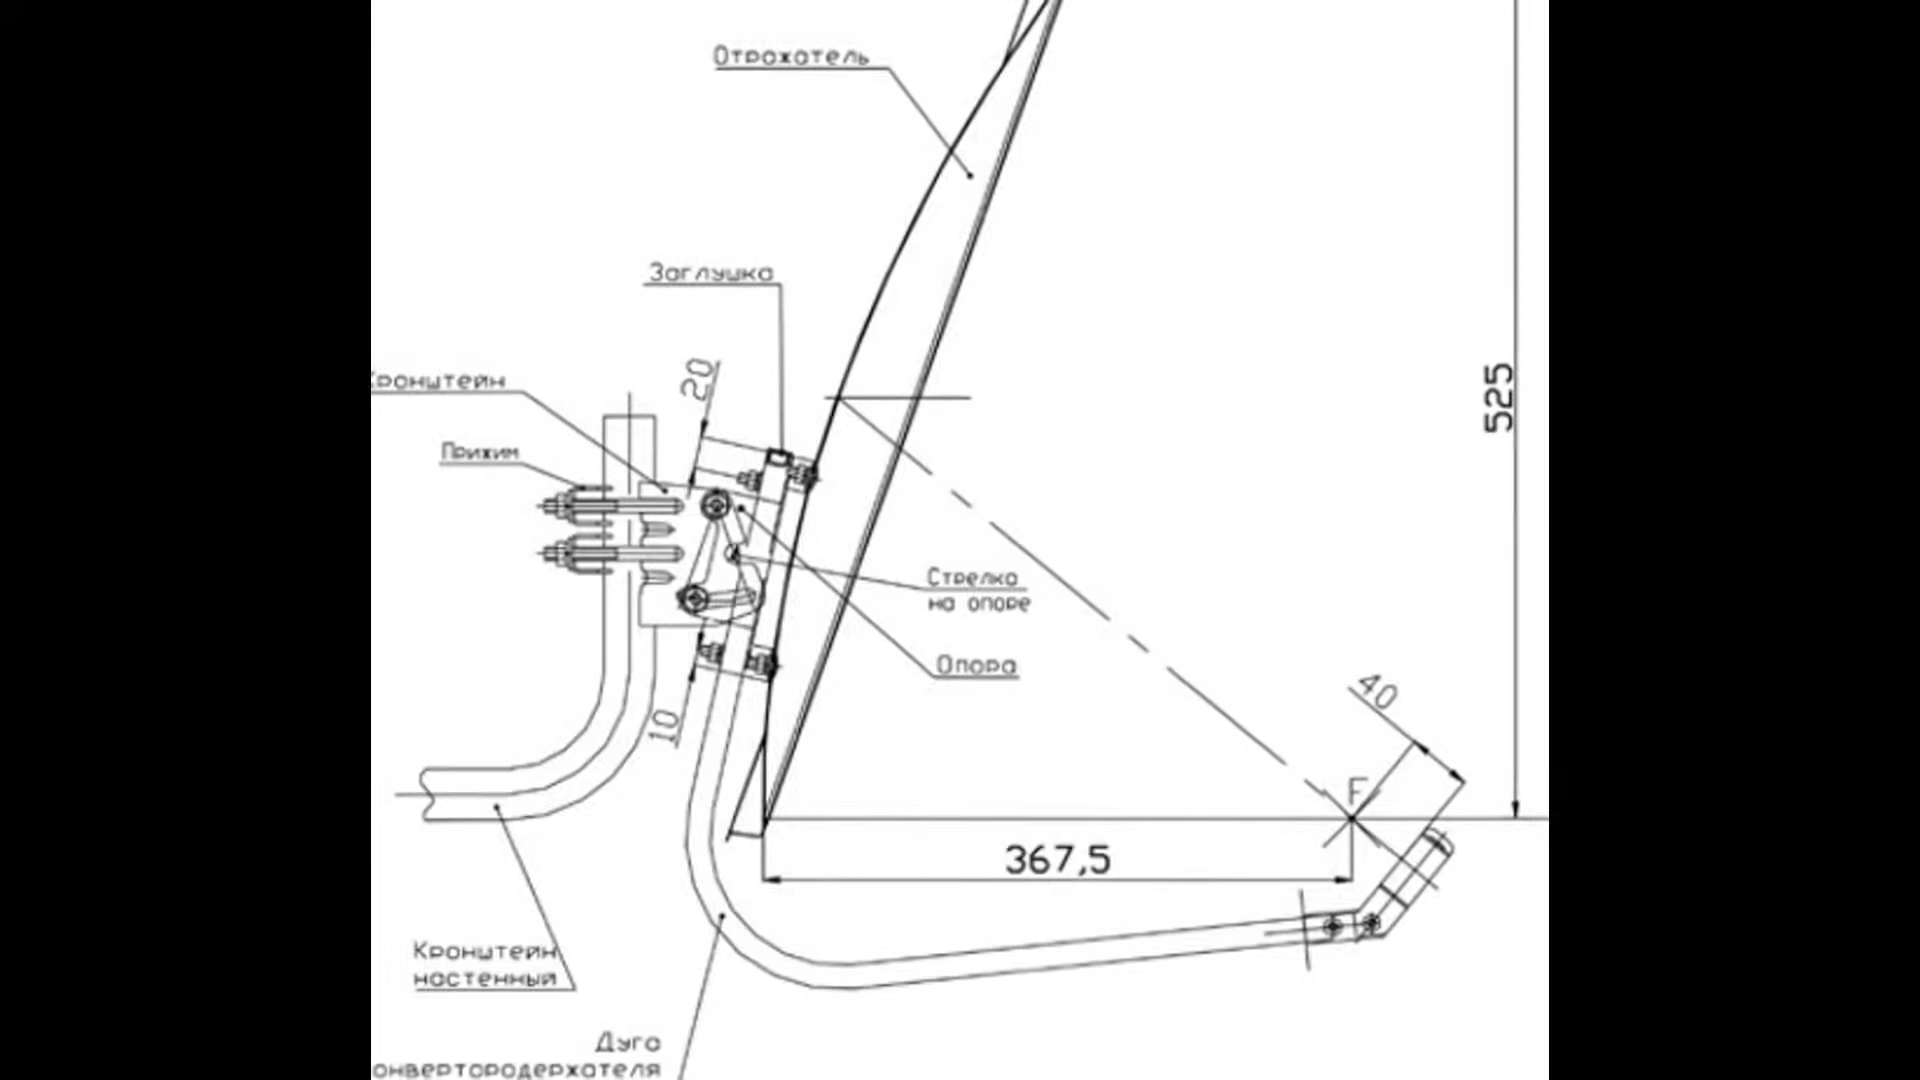 Отражатель
Заглушка
20
Кронштейн
525
Прижим
Стрелка
на опоре
Опора
40
10
F
367,5
Кронштейн
настенный
Дуга
онвертородержателя